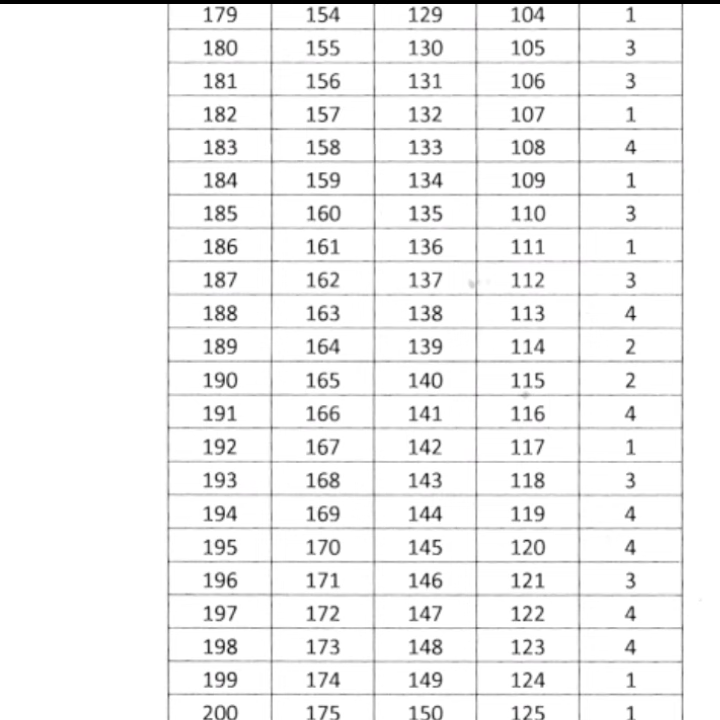 179 154 129 104 1
180 155 130 105 3
181 156 131 106 3
182 157 132 107 1
183 158 133 108 4
184 159 134 109 1
185 160 135 110 3
186 161 136 111 1
187 162 137 112 3
188 163 138 113 4
189 164 139 114 2
190 165 140 115 2
191 166 141 116 4
192 167 142 117 1
193 168 143 118 3
194 169 144 119 4
195 170 145 120 4
196 171 146 121 3
197 172 147 122 4
198 173 148 123 4
199 174 149 124 1
200 175 150 125 1